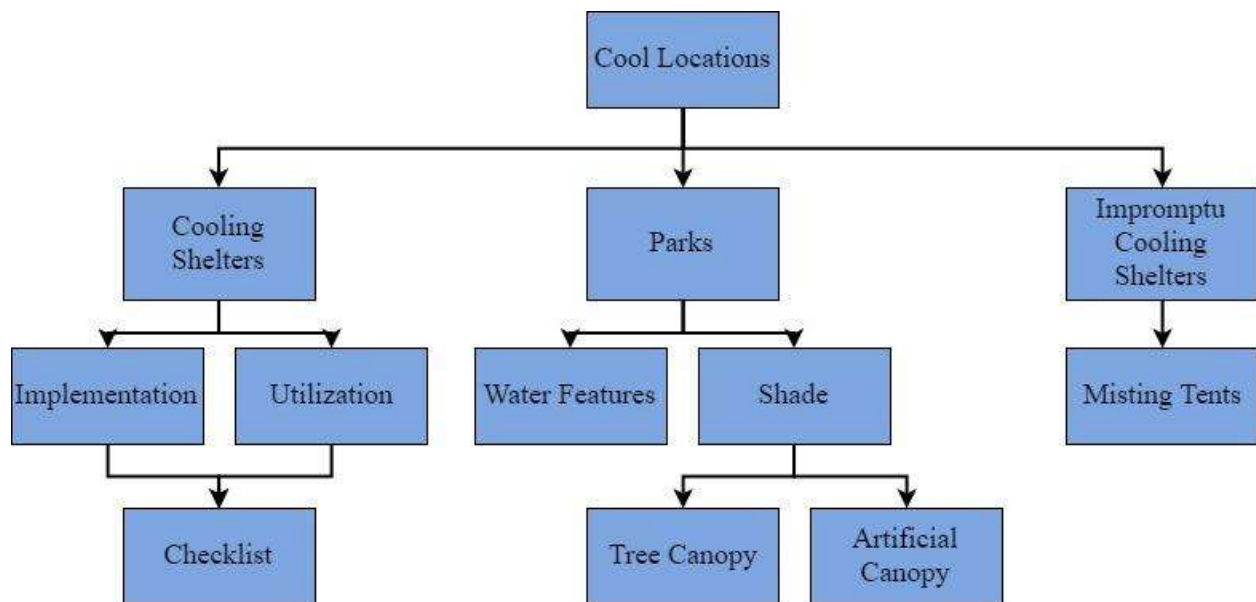 Cool Locations
Cooling
Shelters
Parks
Impromptu
Cooling
Shelters
Implementation
Utilization
Water Features
Shade
Misting Tents
Checklist
Tree Canopy
Artificial
Canopy